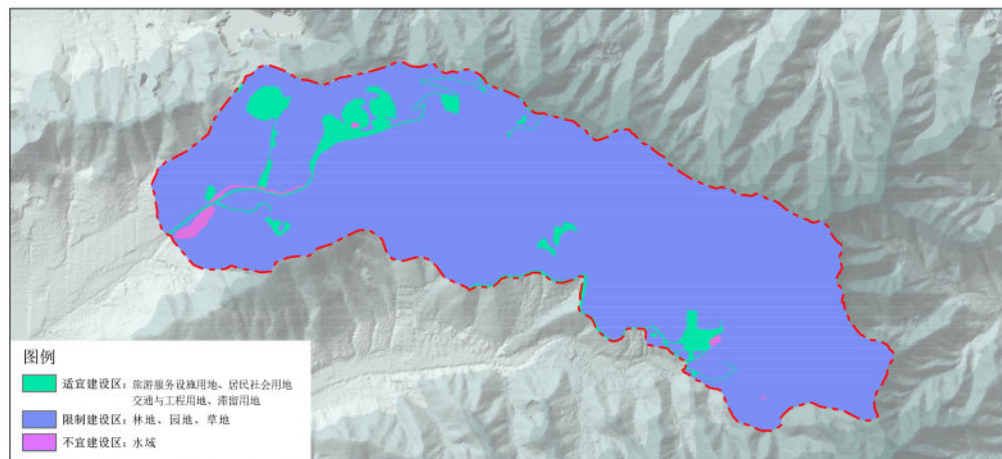 图例
适宜建设区：旅游服务设施用地、居民社会用地
交通与工程用地、滞留用地
限制建设区：林地、园地、草地
不宜建设区：水域